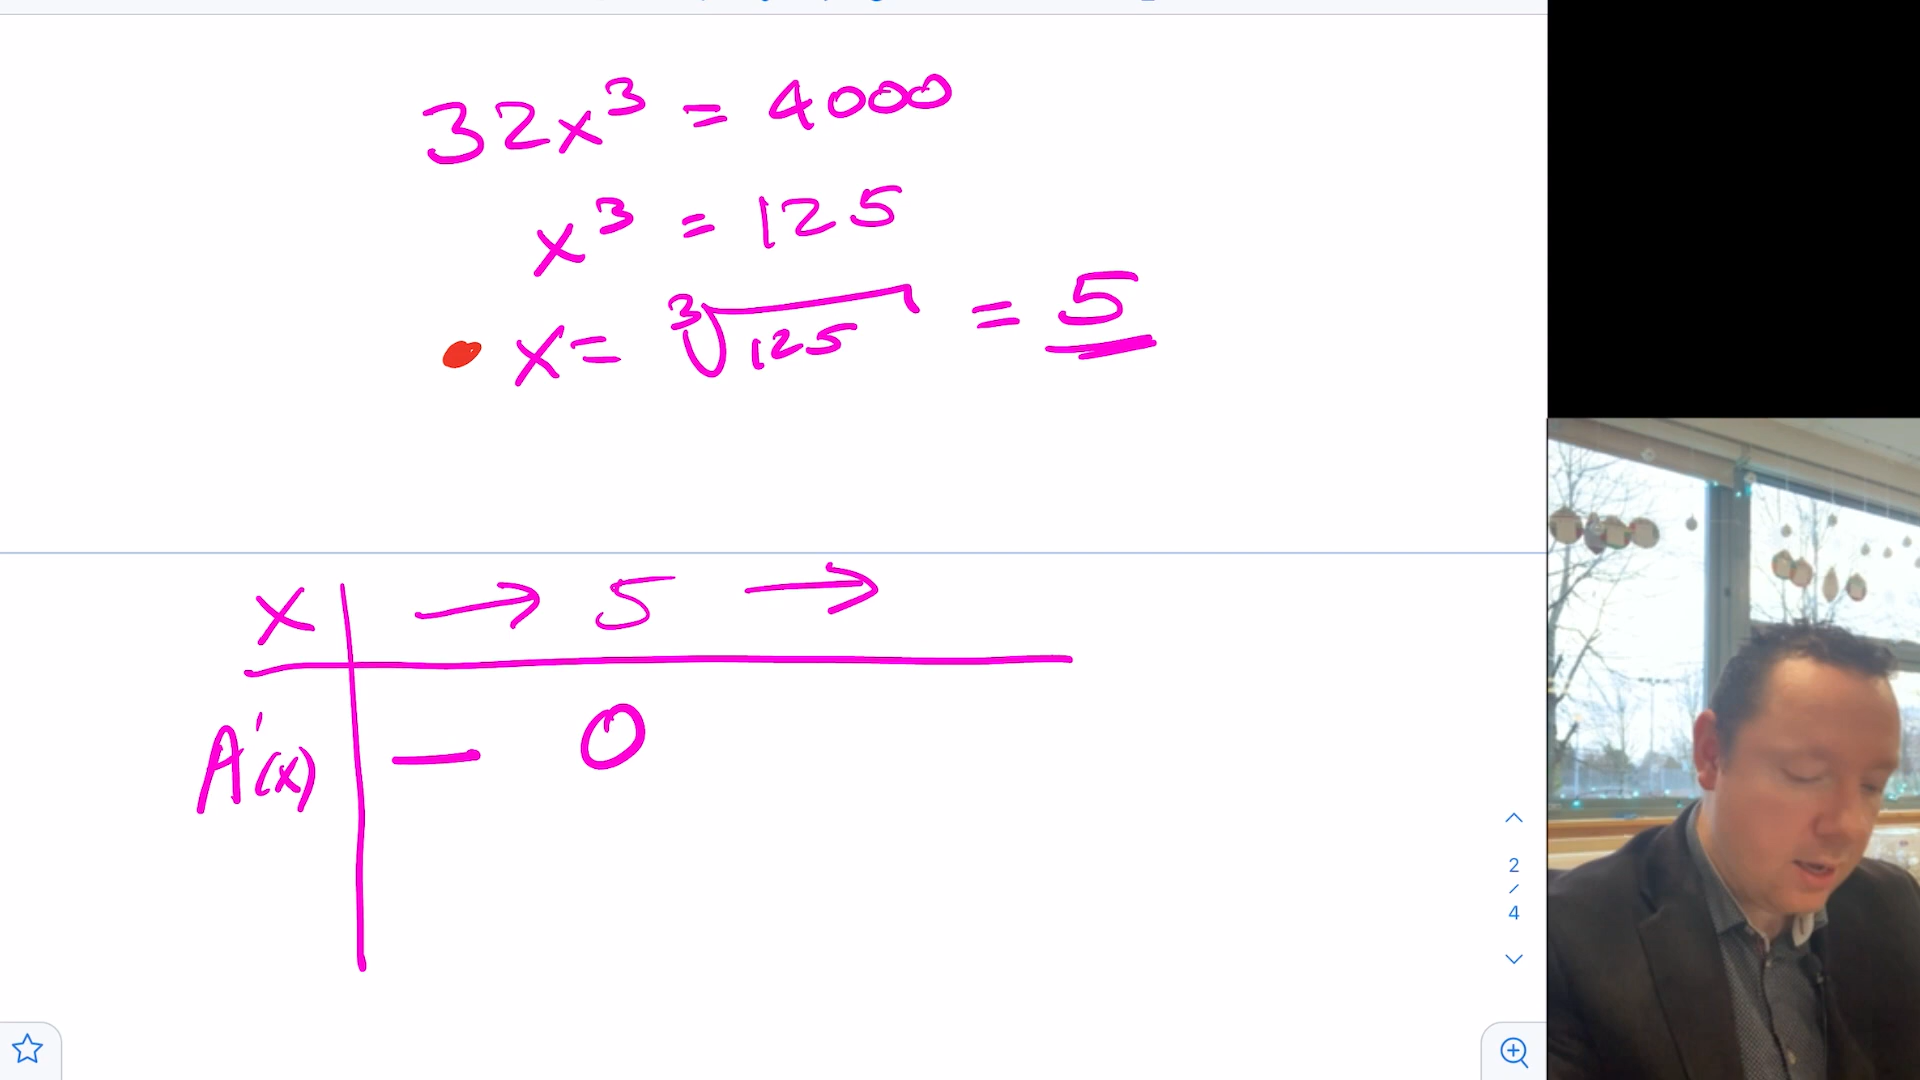 32x³ = 4000
x³ = 125
x = ∛125 = 5
x → 5 →
A'(x) — 0
2
/
4